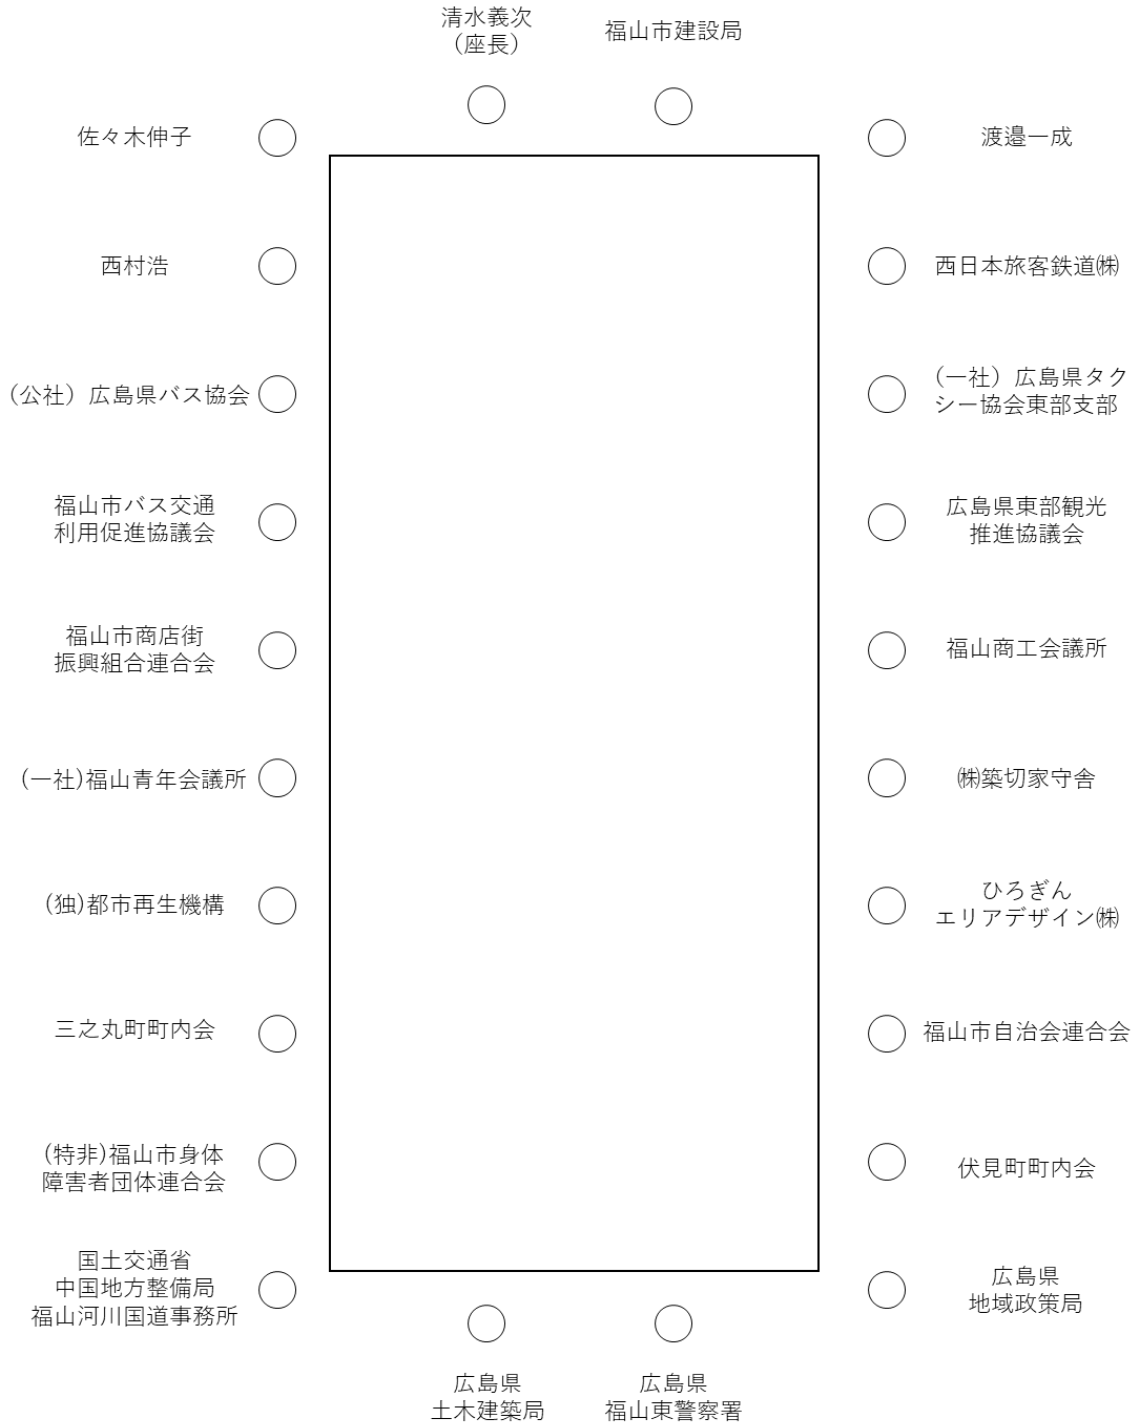 清水義次
（座長）
福山市建設局
佐々木伸子
渡邉一成
西村浩
西日本旅客鉄道㈱
（公社）広島県バス協会
（一社）広島県タク
シー協会東部支部
福山市バス交通
利用促進協議会
広島県東部観光
推進協議会
福山市商店街
振興組合連合会
福山商工会議所
(一社)福山青年会議所
㈱築切家守舎
(独)都市再生機構
ひろぎん
エリアデザイン㈱
三之丸町町内会
福山市自治会連合会
(特非)福山市身体
障害者団体連合会
伏見町町内会
国土交通省
中国地方整備局
福山河川国道事務所
広島県
地域政策局
広島県
土木建築局
広島県
福山東警察署